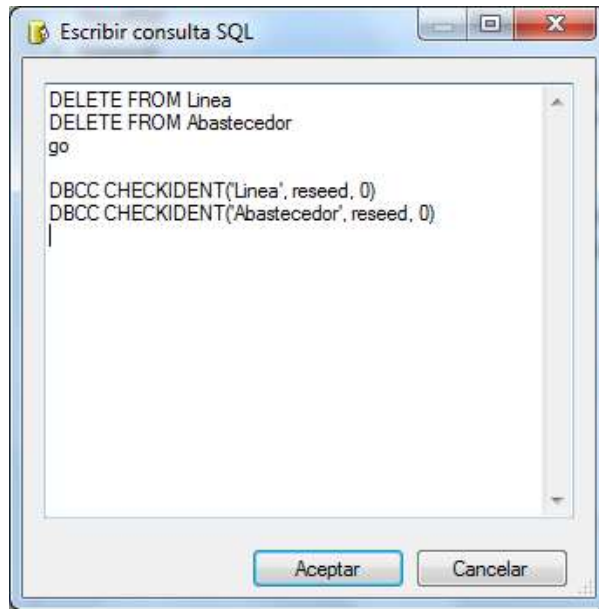 Escribir consulta SQL
DELETE FROM Linea
DELETE FROM Abastecedor
go
DBCC CHECKIDENT('Linea', reseed, 0)
DBCC CHECKIDENT('Abastecedor', reseed, 0)
Aceptar
Cancelar